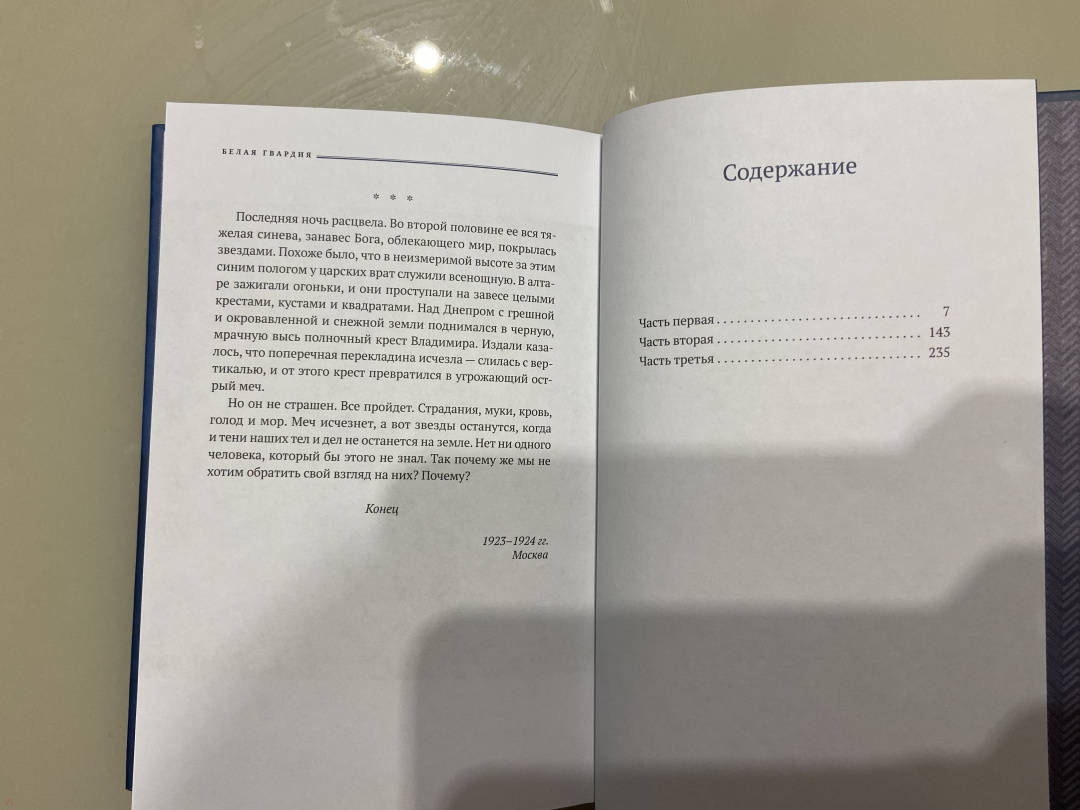 БЕЛАЯ ГВАРДИЯ
* * *
Последняя ночь расцвела. Во второй половине ее вся тя-
желая синева, занавес Бога, облекающего мир, покрылась
звездами. Похоже было, что в неизмеримой высоте за этим
синим пологом у царских врат служили всенощную. В алта-
ре зажигали огоньки, и они проступали на завесе целыми
крестами, кустами и квадратами. Над Днепром с грешной
и окровавленной и снежной земли поднимался в черную,
мрачную высь полночный крест Владимира. Издали каза-
лось, что поперечная перекладина исчезла — слилась с вер-
тикалью, и от этого крест превратился в угрожающий ост-
рый меч.
Но он не страшен. Все пройдет. Страдания, муки, кровь,
голод и мор. Меч исчезнет, а вот звезды останутся, когда
и тени наших тел и дел не останется на земле. Нет ни одного
человека, который бы этого не знал. Так почему же мы не
хотим обратить свой взгляд на них? Почему?
Конец
1923–1924 гг.
Москва
Содержание
Часть первая . . . . . . . . . . . . . . . . . . . . . . . . . . . . . 7
Часть вторая . . . . . . . . . . . . . . . . . . . . . . . . . . . . . 143
Часть третья . . . . . . . . . . . . . . . . . . . . . . . . . . . . . 235